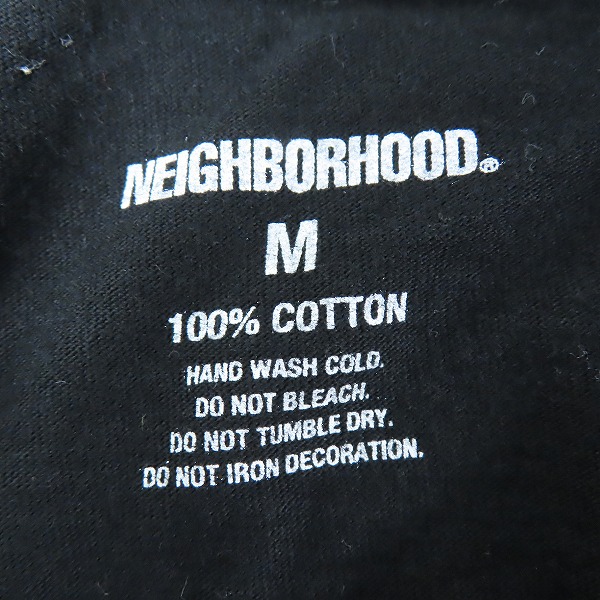 NEIGHBORHOOD®
M
100% COTTON
HAND WASH COLD.
DO NOT BLEACH.
DO NOT TUMBLE DRY.
DO NOT IRON DECORATION.